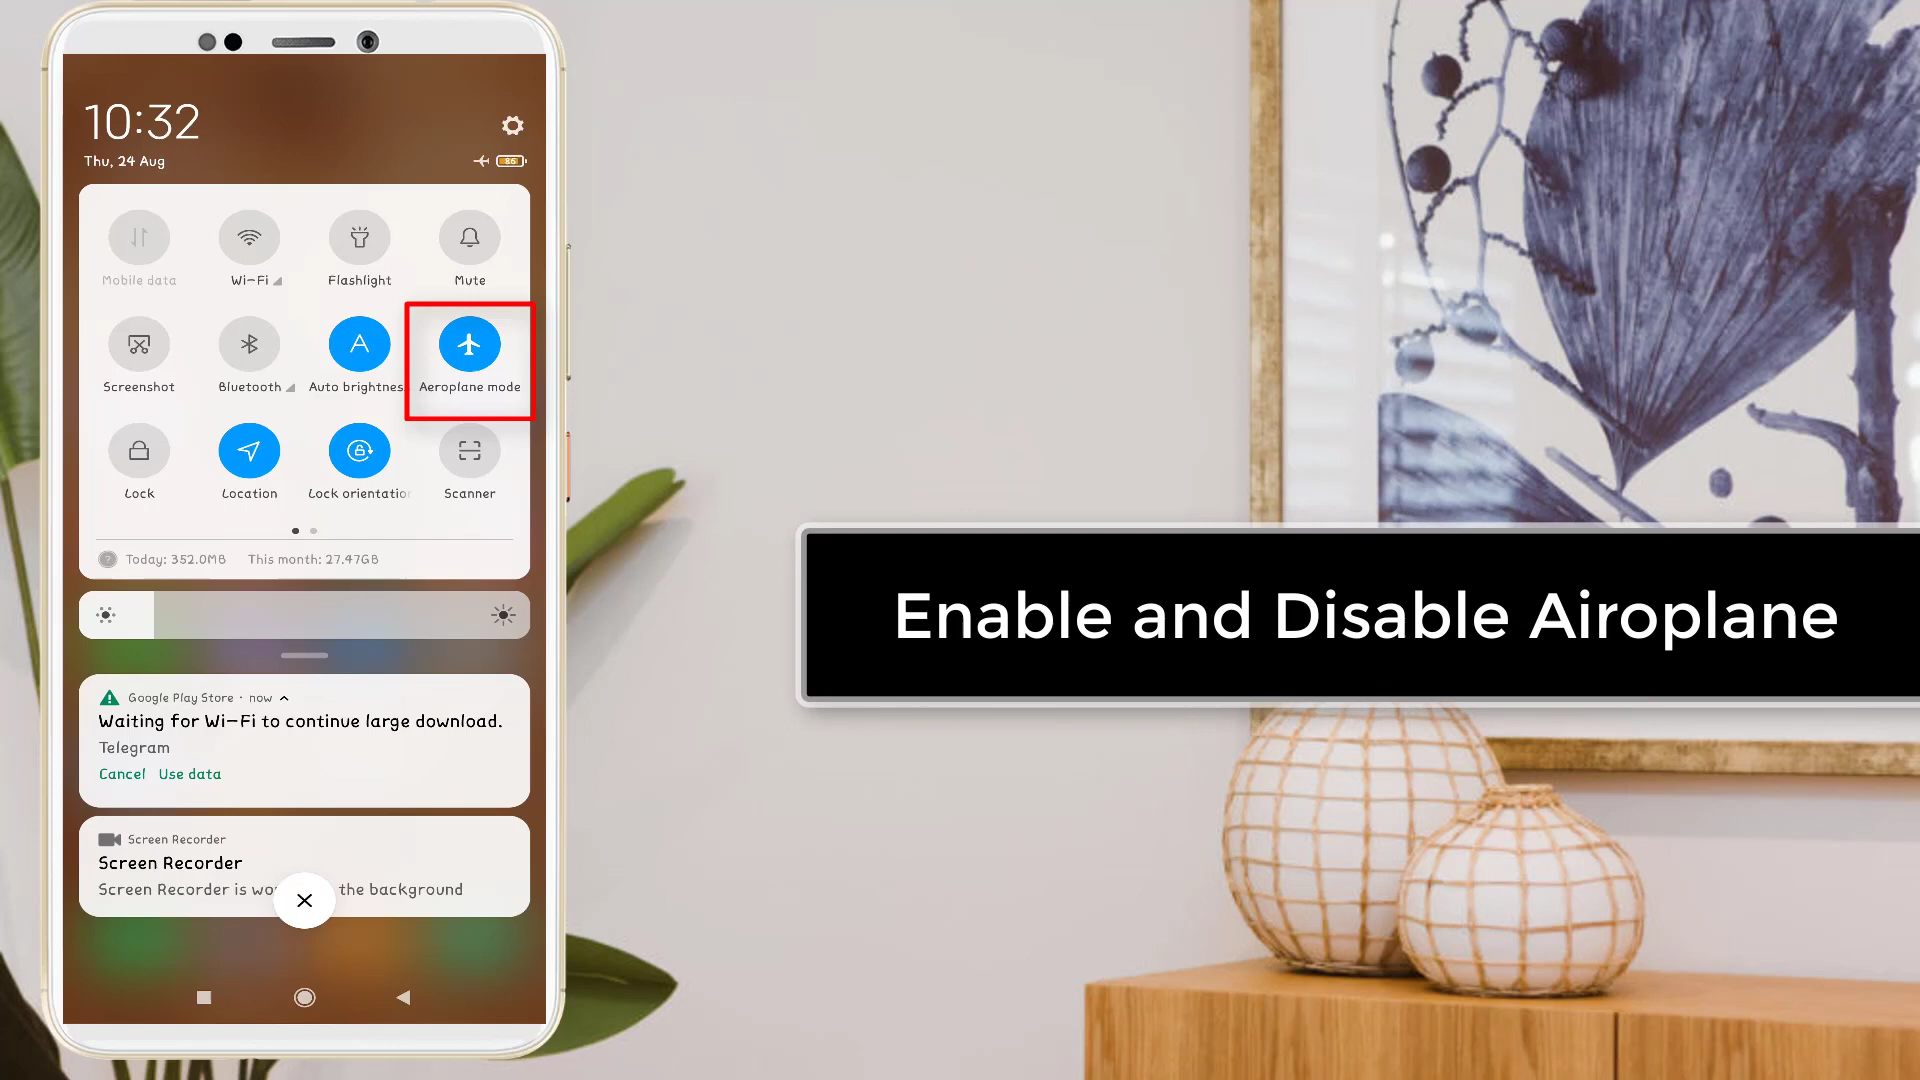 10:32
Thu, 24 Aug
86
Mobile data
Wi-Fi
Flashlight
Mute
Screenshot
Bluetooth
Auto brightnes
Aeroplane mode
Lock
Location
Lock orientatio
Scanner
Today: 352.0MB This month: 27.47GB
Google Play Store · now
Waiting for Wi-Fi to continue large download.
Telegram
Cancel Use data
Screen Recorder
Screen Recorder
Screen Recorder is wo the background
Enable and Disable Airoplane